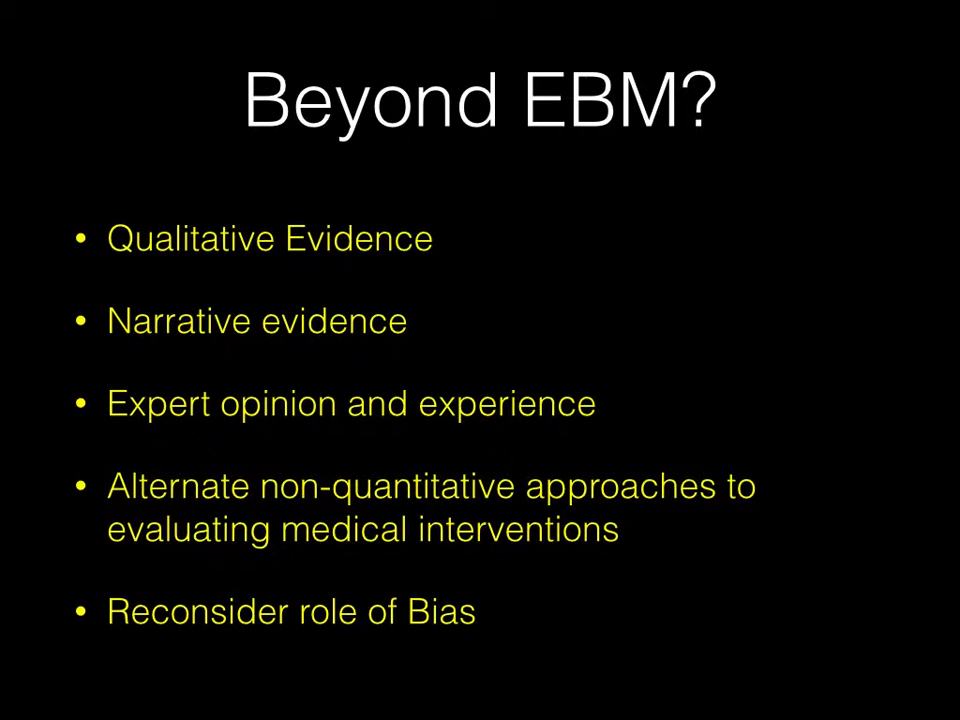 Beyond EBM?
• Qualitative Evidence
• Narrative evidence
• Expert opinion and experience
• Alternate non-quantitative approaches to
evaluating medical interventions
• Reconsider role of Bias